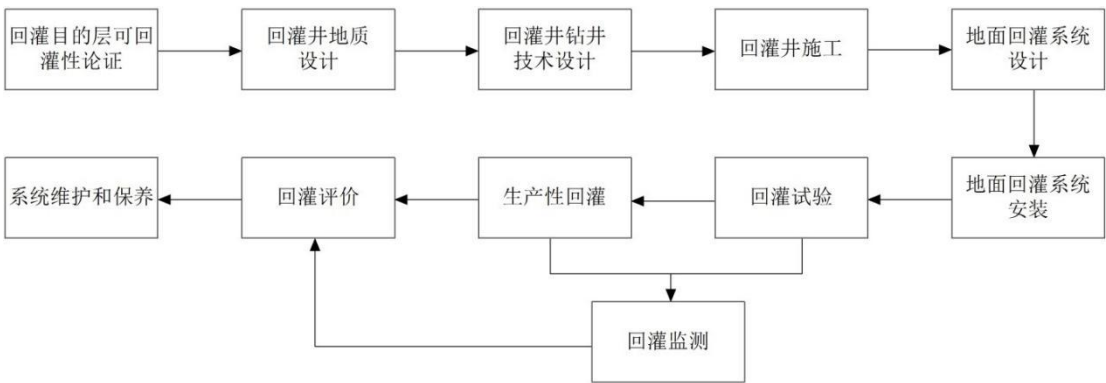 回灌目的层可回
灌性论证
回灌井地质
设计
回灌井钻井
技术设计
回灌井施工
地面回灌系统
设计
系统维护和保养
回灌评价
生产性回灌
回灌试验
地面回灌系统
安装
回灌监测